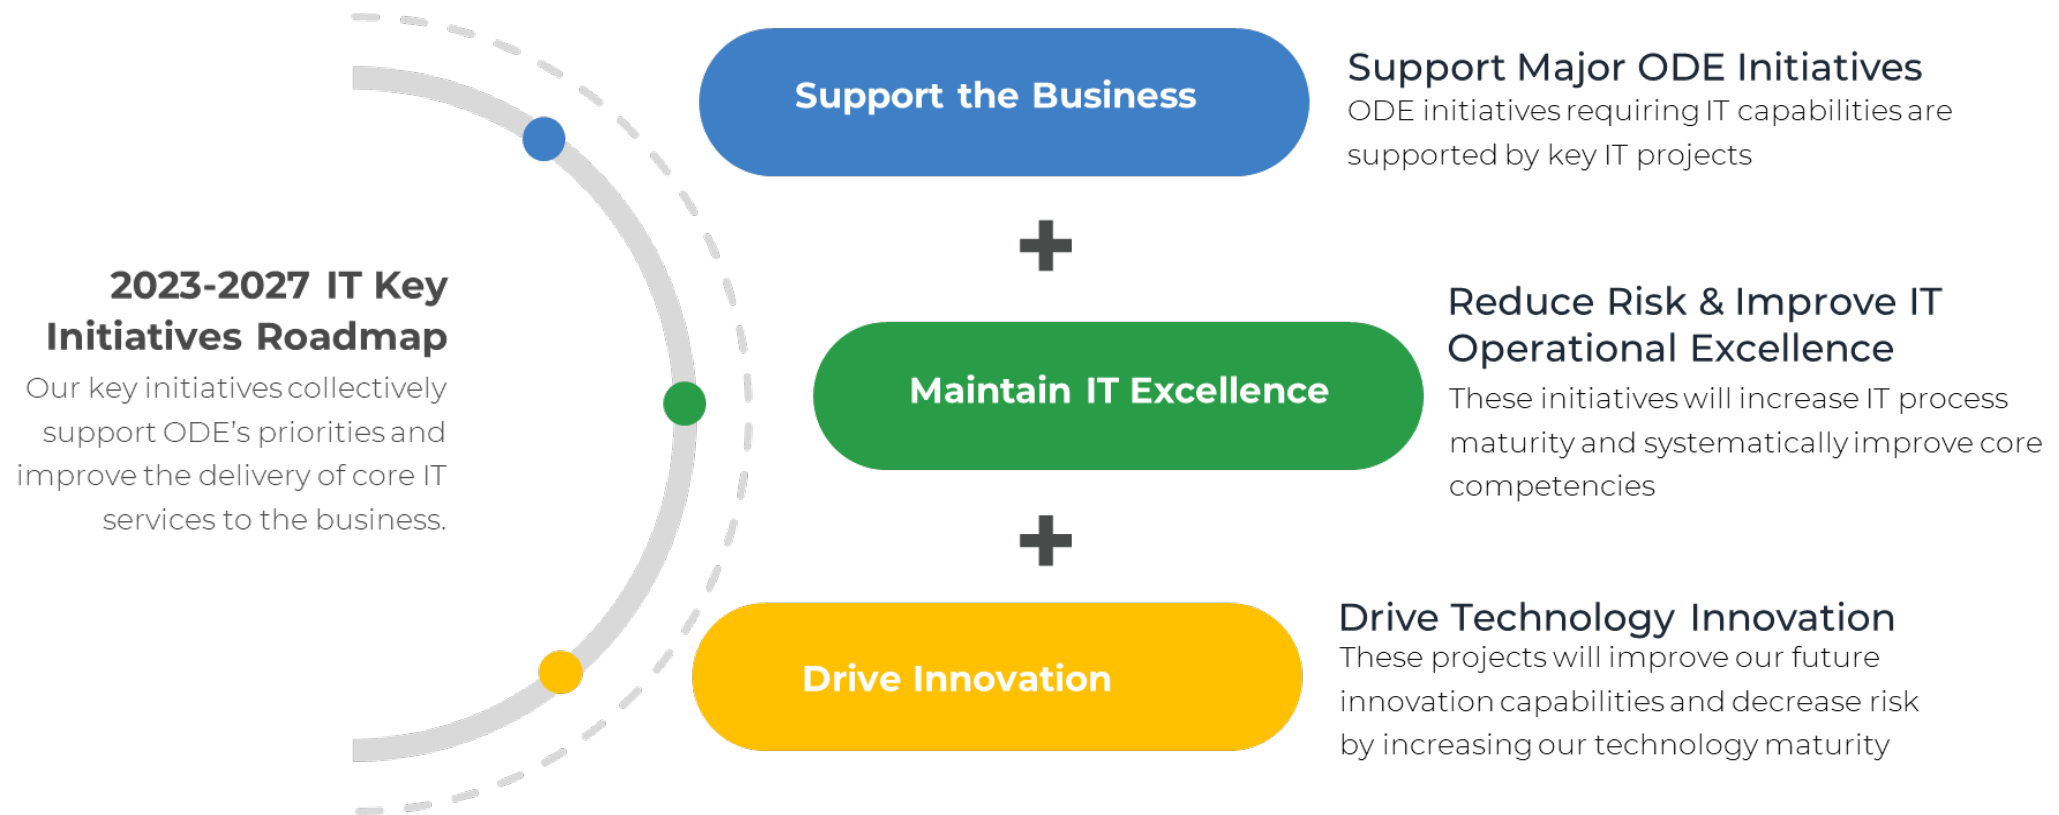 2023-2027 IT Key
Initiatives Roadmap
Our key initiatives collectively
support ODE's priorities and
improve the delivery of core IT
services to the business.
Support the Business
Support Major ODE Initiatives
ODE initiatives requiring IT capabilities are
supported by key IT projects
+
Maintain IT Excellence
Reduce Risk & Improve IT
Operational Excellence
These initiatives will increase IT process
maturity and systematically improve core
competencies
+
Drive Innovation
Drive Technology Innovation
These projects will improve our future
innovation capabilities and decrease risk
by increasing our technology maturity